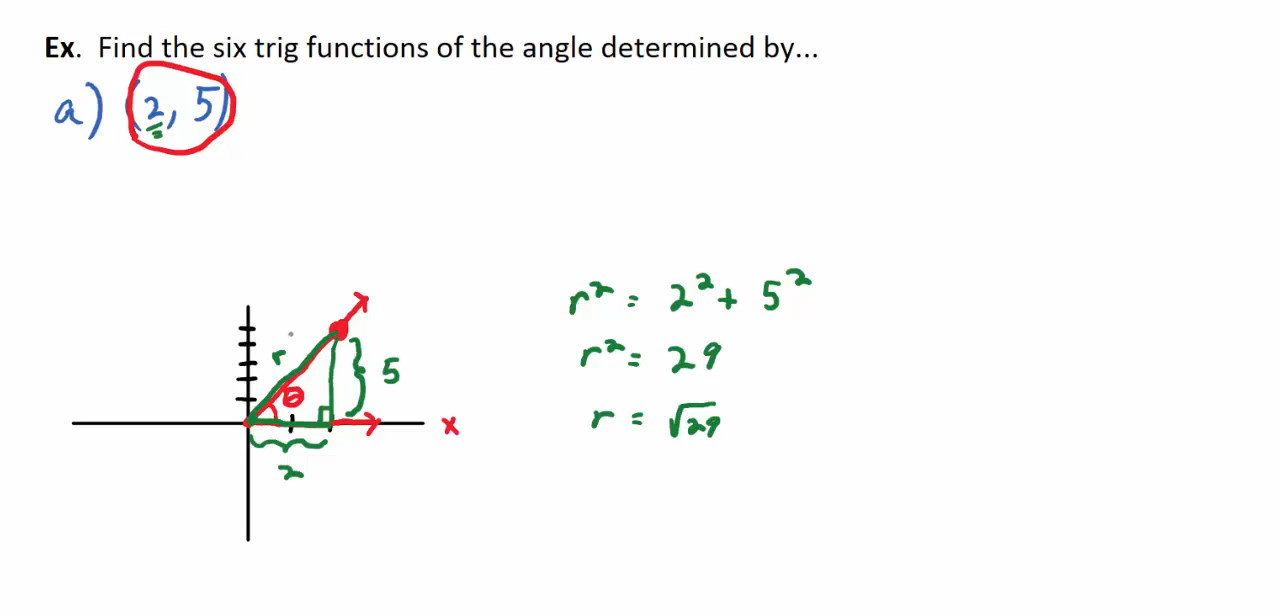 Ex. Find the six trig functions of the angle determined by...
a) (2, 5)
r² = 2² + 5²
r² = 29
r = √29
r
θ
5
x
2